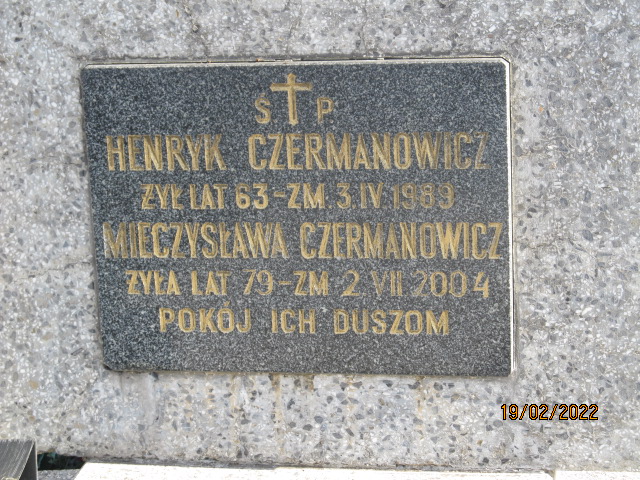 Ś P
HENRYK CZERMANOWICZ
ŻYŁ LAT 63-ZM 3 IV 1989
MIECZYSŁAWA CZERMANOWICZ
ŻYŁA LAT 79-ZM 2 VII 2004
POKÓJ ICH DUSZOM
19/02/2022